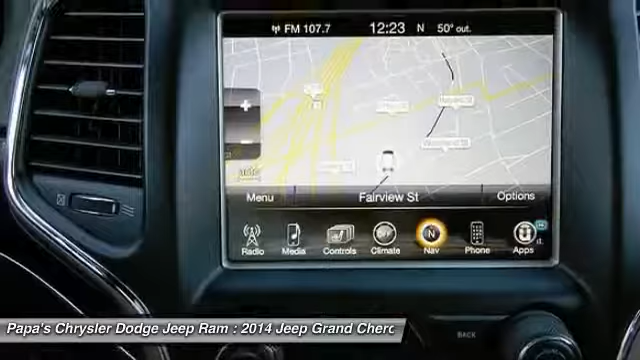 FM 107.7 12:23 N 50° out.
Menu Fairview St Options
Radio Media Controls Climate Nav Phone Apps
BACK
Papa's Chrysler Dodge Jeep Ram : 2014 Jeep Grand Cherc